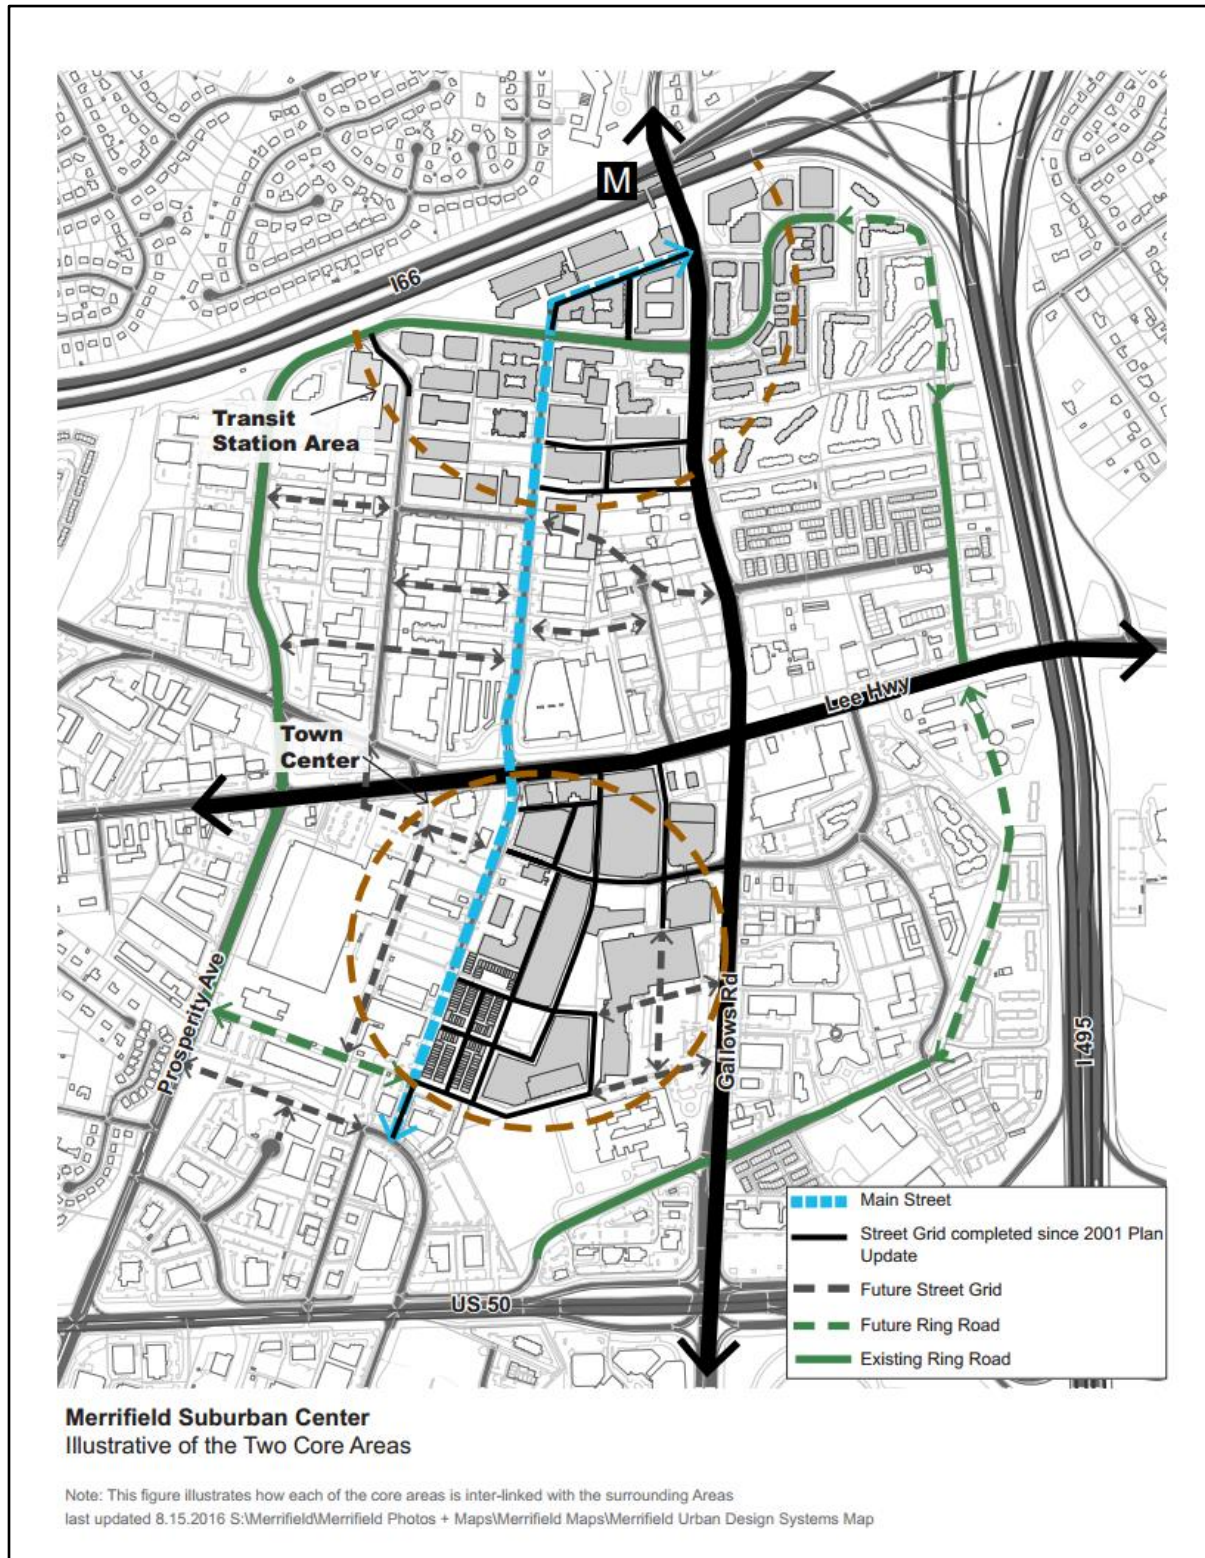 M
I66
Transit
Station Area
Lee Hwy
Town
Center
Prosperity Ave
Gallows Rd
I 495
US 50
Main Street
Street Grid completed since 2001 Plan
Update
Future Street Grid
Future Ring Road
Existing Ring Road
Merrifield Suburban Center
Illustrative of the Two Core Areas
Note: This figure illustrates how each of the core areas is inter-linked with the surrounding Areas
last updated 8.15.2016 S:\Merrifield\Merrifield Photos + Maps\Merrifield Maps\Merrifield Urban Design Systems Map